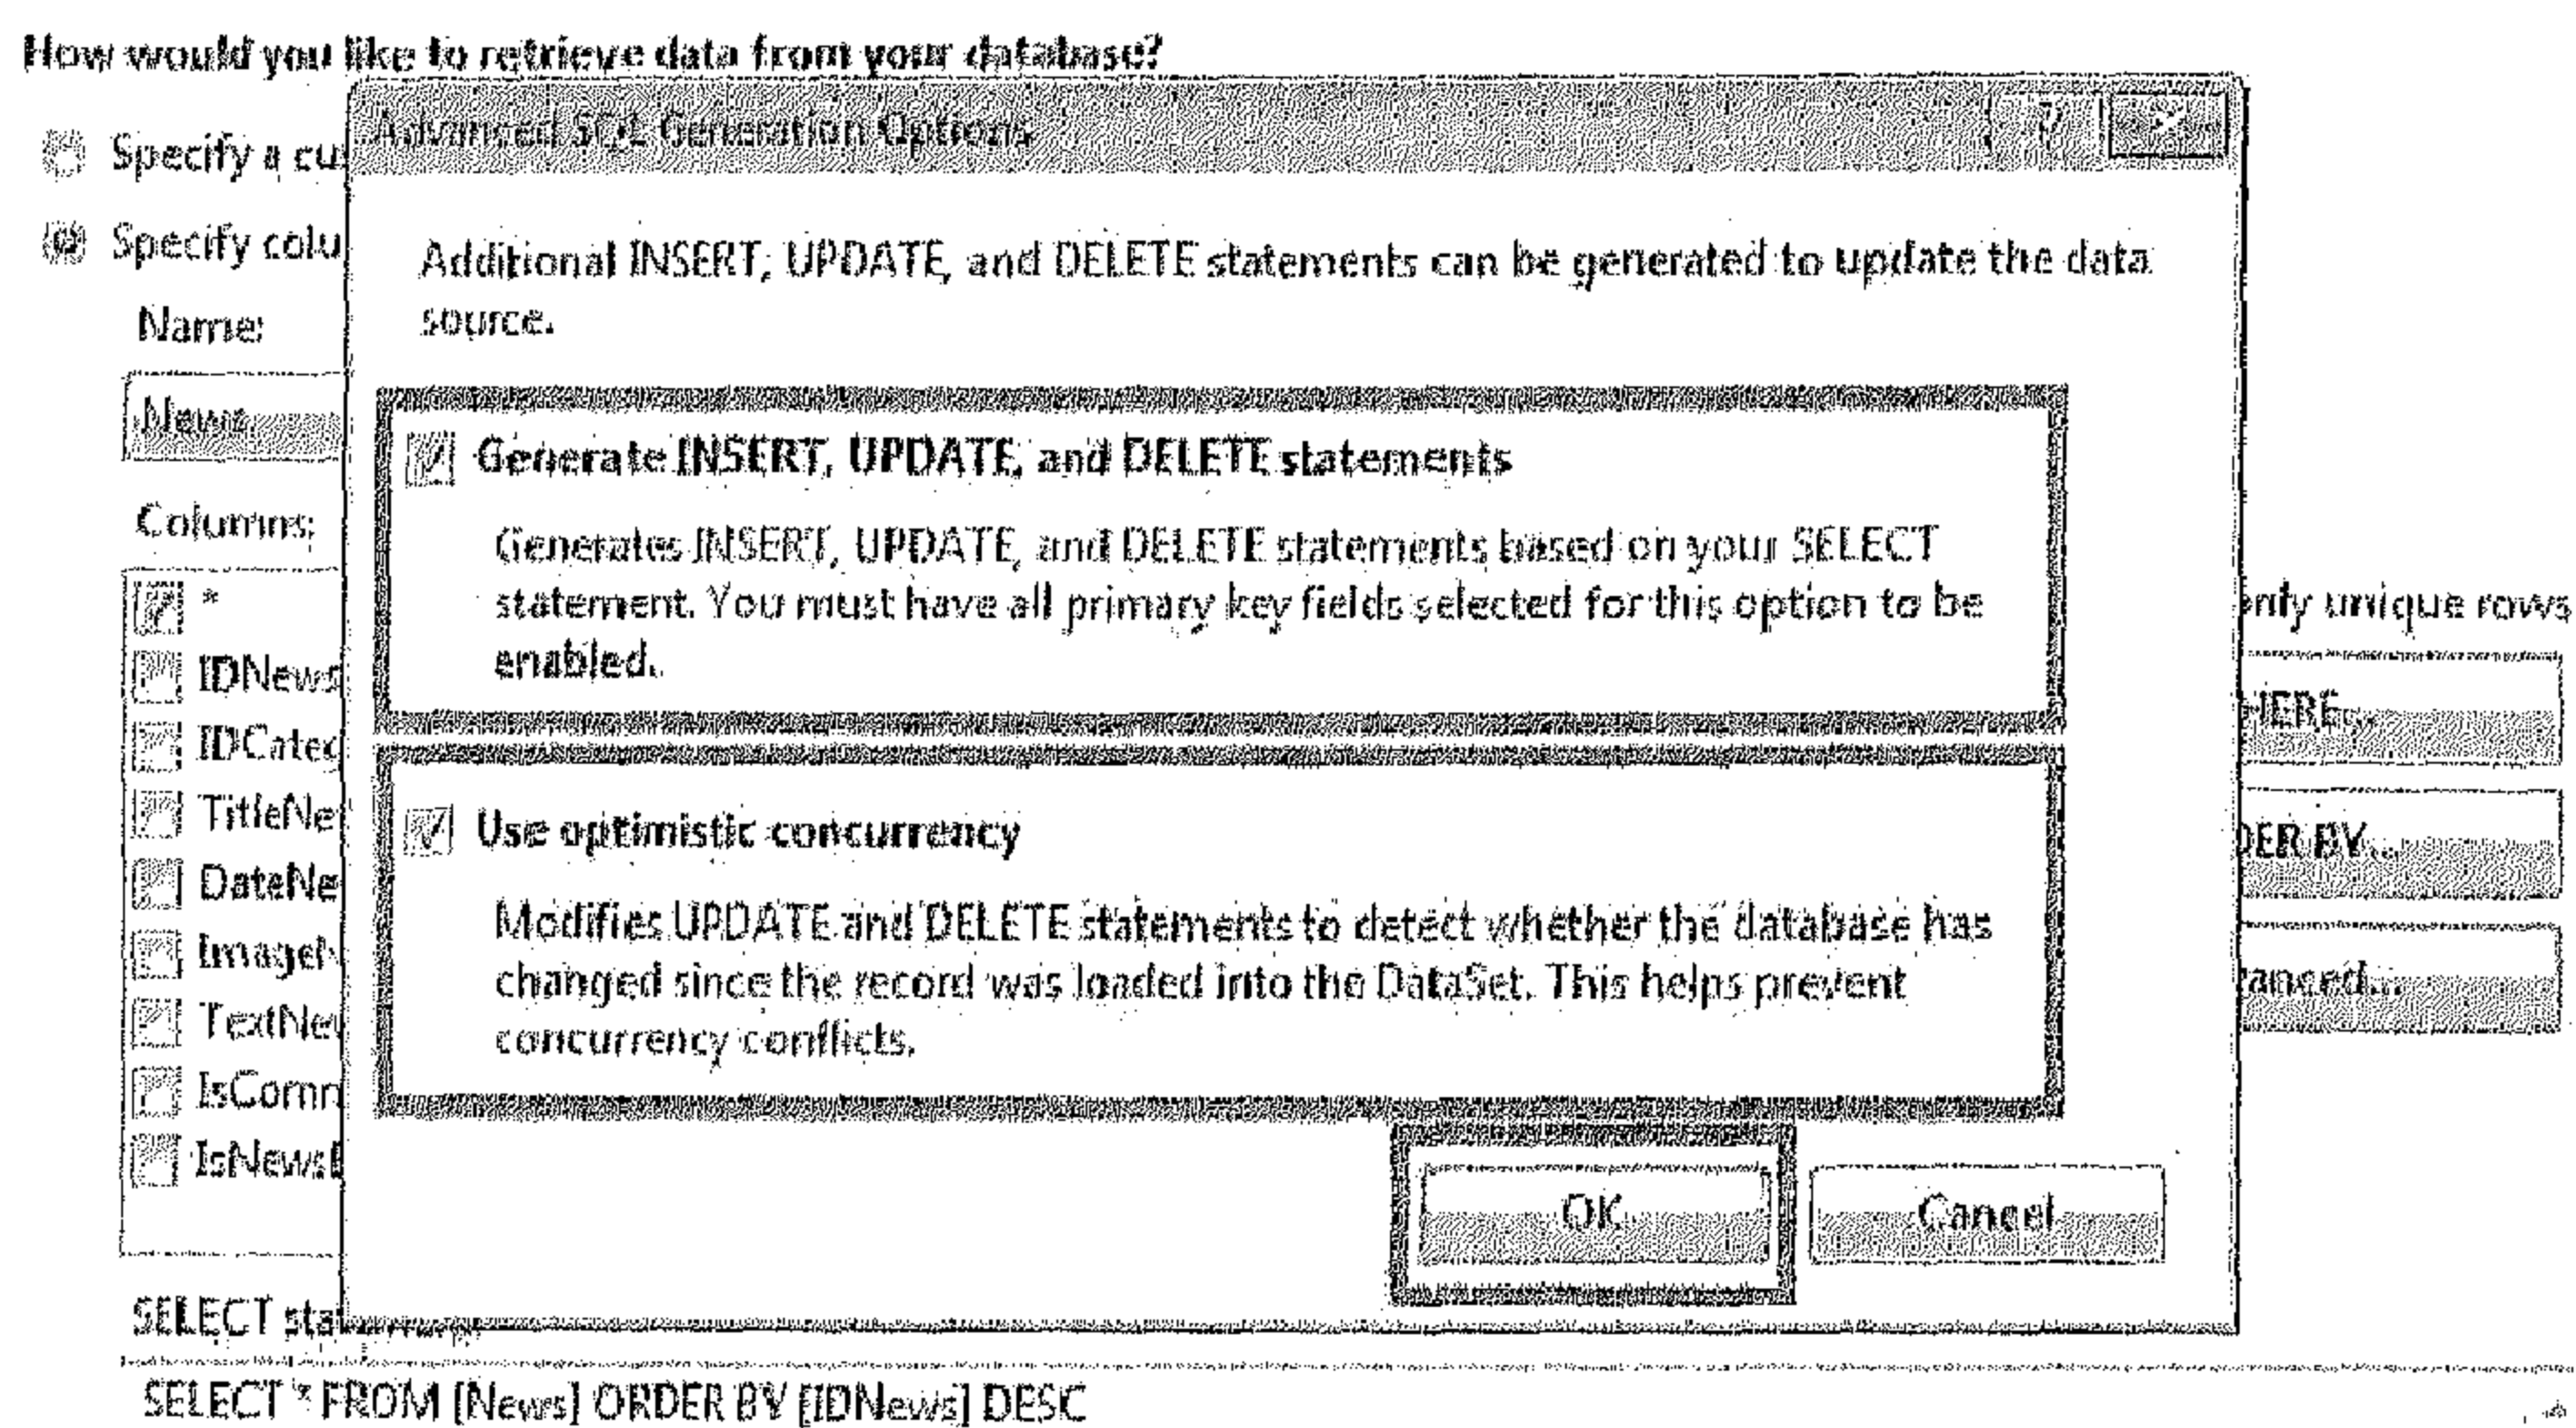 How would you like to retrieve data from your database?
Advanced SQL Generation Options
Specify a cu
Specify colu
Additional INSERT, UPDATE, and DELETE statements can be generated to update the data
source.
Name:
News
Generate INSERT, UPDATE, and DELETE statements
Columns:
Generates INSERT, UPDATE, and DELETE statements based on your SELECT
statement. You must have all primary key fields selected for this option to be
enabled.
*
IDNews
IDCateg
TitleNe
DateNe
ImageN
TextNew
IsComm
IsNews
only unique rows
HERE...
DER BY...
anced...
Use optimistic concurrency
Modifies UPDATE and DELETE statements to detect whether the database has
changed since the record was loaded into the DataSet. This helps prevent
concurrency conflicts.
OK
Cancel
SELECT sta
SELECT * FROM [News] ORDER BY [IDNews] DESC